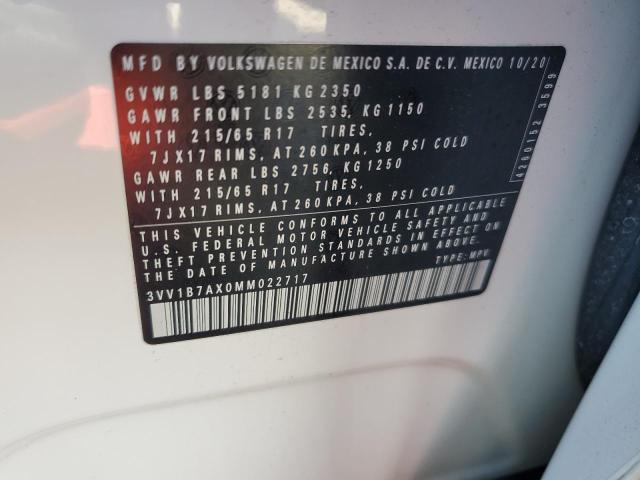 MFD BY VOLKSWAGEN DE MEXICO S.A. DE C.V. MEXICO 10/20
GVWR LBS 5181 KG 2350
GAWR FRONT LBS 2535, KG 1150
WITH 215/65 R17 TIRES,
7JX17 RIMS, AT 260 KPA, 38 PSI COLD
GAWR REAR LBS 2756, KG 1250
WITH 215/65 R17 TIRES,
7JX17 RIMS, AT 260 KPA, 38 PSI COLD
THIS VEHICLE CONFORMS TO ALL APPLICABLE
U.S. FEDERAL MOTOR VEHICLE SAFETY AND
THEFT PREVENTION STANDARDS IN EFFECT ON
THE DATE OF MANUFACTURE SHOWN ABOVE.
TYPE: MPV
3VV1B7AX0MM022717
4260152 3599